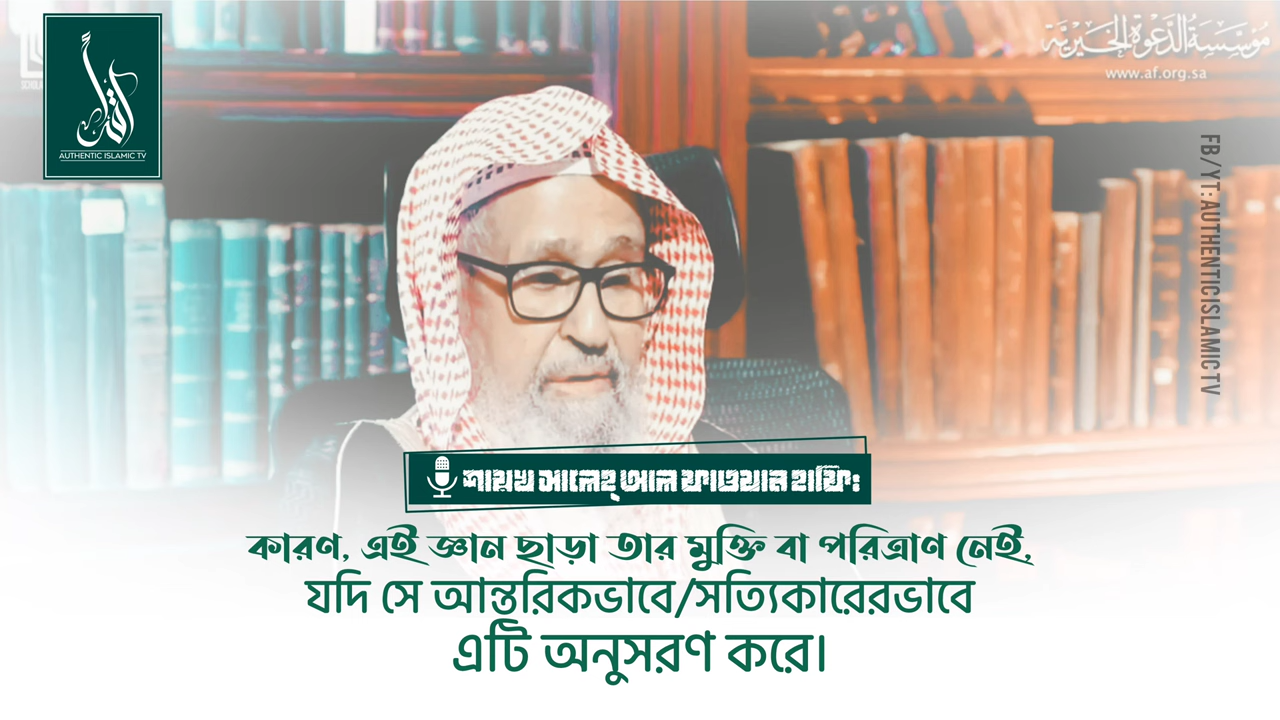 AUTHENTIC ISLAMIC TV
مؤسسة الدعوة الخيرية
www.af.org.sa
FB/YT: AUTHENTICISLAMICTV
শায়খ সালেহ্ আল ফাওযান হাফি:
কারণ, এই জ্ঞান ছাড়া তার মুক্তি বা পরিত্রাণ নেই,
যদি সে আন্তরিকভাবে/সত্যিকারেরভাবে
এটি অনুসরণ করে।